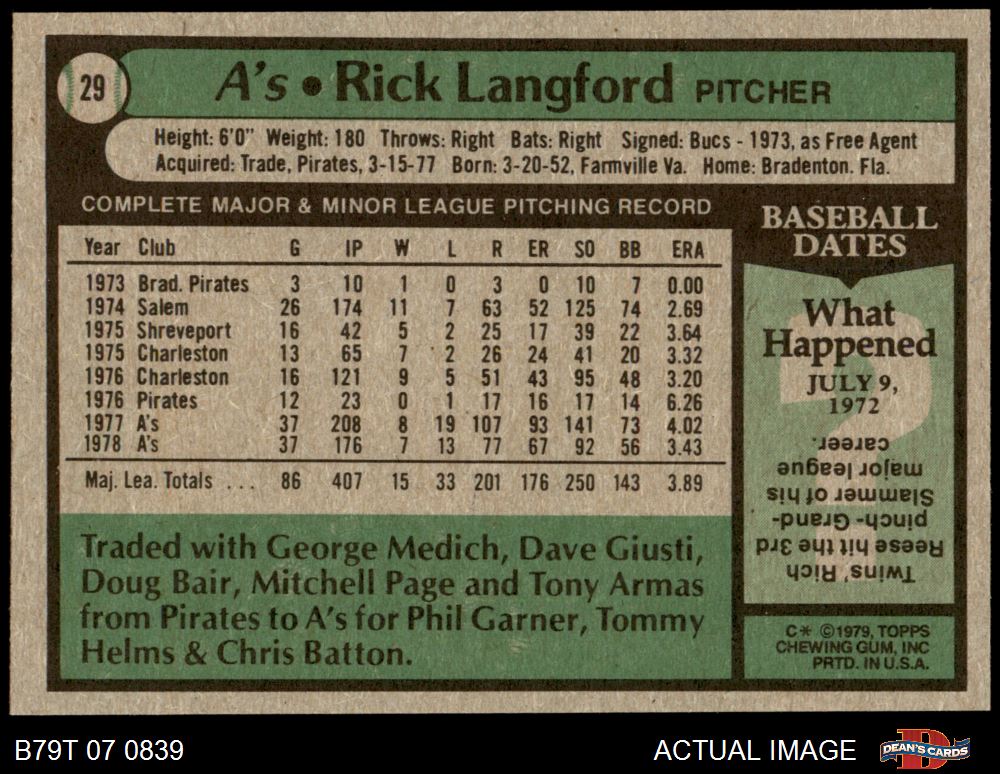 29
A's • Rick Langford PITCHER
Height: 6'0" Weight: 180 Throws: Right Bats: Right Signed: Bucs - 1973, as Free Agent
Acquired: Trade, Pirates, 3-15-77 Born: 3-20-52, Farmville Va. Home: Bradenton. Fla.
COMPLETE MAJOR & MINOR LEAGUE PITCHING RECORD
Year Club G IP W L R ER SO BB ERA
1973 Brad. Pirates 3 10 1 0 3 0 10 7 0.00
1974 Salem 26 174 11 7 63 52 125 74 2.69
1975 Shreveport 16 42 5 2 25 17 39 22 3.64
1975 Charleston 13 65 7 2 26 24 41 20 3.32
1976 Charleston 16 121 9 5 51 43 95 48 3.20
1976 Pirates 12 23 0 1 17 16 17 14 6.26
1977 A's 37 208 8 19 107 93 141 73 4.02
1978 A's 37 176 7 13 77 67 92 56 3.43
Maj. Lea. Totals ... 86 407 15 33 201 176 250 143 3.89
Traded with George Medich, Dave Giusti,
Doug Bair, Mitchell Page and Tony Armas
from Pirates to A's for Phil Garner, Tommy
Helms & Chris Batton.
BASEBALL
DATES
What
Happened
JULY 9,
1972
Twins' Rich
Reese hit the 3rd
pinch-Grand-
Slammer of his
major league
career.
C* ©1979, TOPPS
CHEWING GUM, INC
PRTD. IN U.S.A.
B79T 07 0839
ACTUAL IMAGE
DEAN'S CARDS